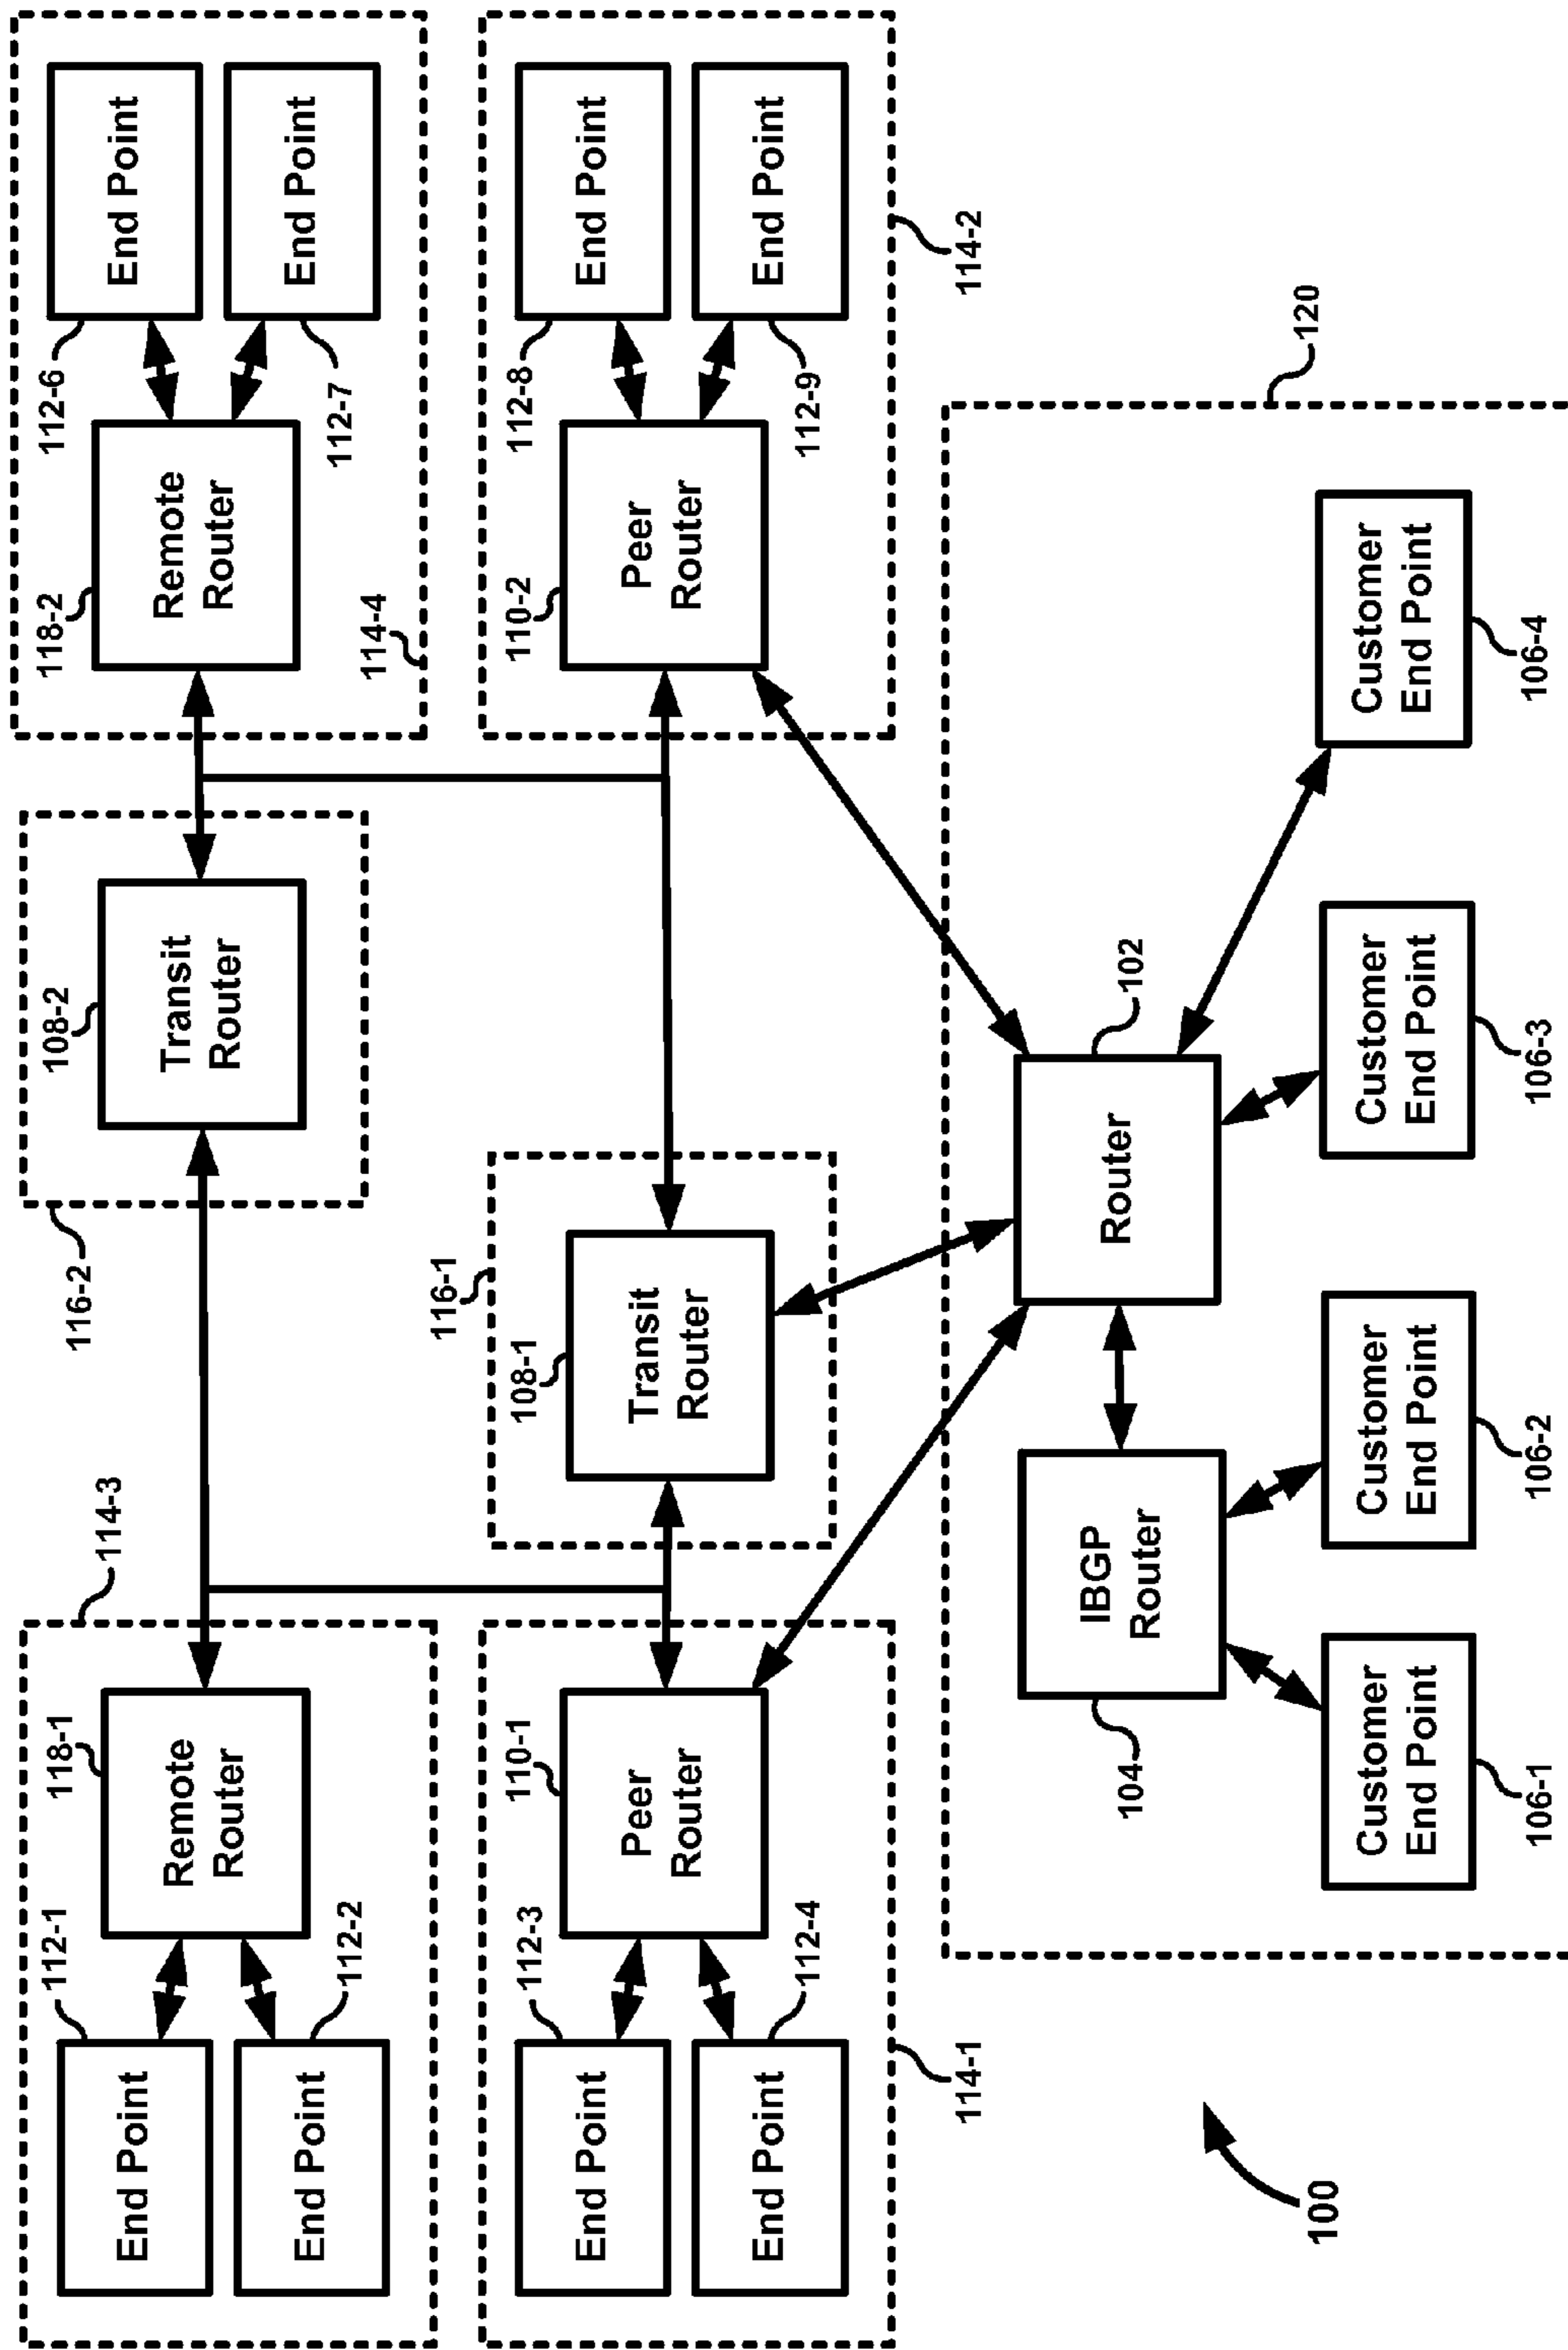 114-3
116-2
112-1
End Point
118-1
Remote
Router
108-2
Transit
Router
118-2
Remote
Router
112-6
End Point
End Point
112-2
112-7
End Point
114-4
116-1
112-3
End Point
110-1
Peer
Router
108-1
Transit
Router
110-2
Peer
Router
112-8
End Point
End Point
112-4
112-9
End Point
114-1
114-2
104
IBGP
Router
Router
102
120
Customer
End Point
106-1
Customer
End Point
106-2
Customer
End Point
106-3
Customer
End Point
106-4
100